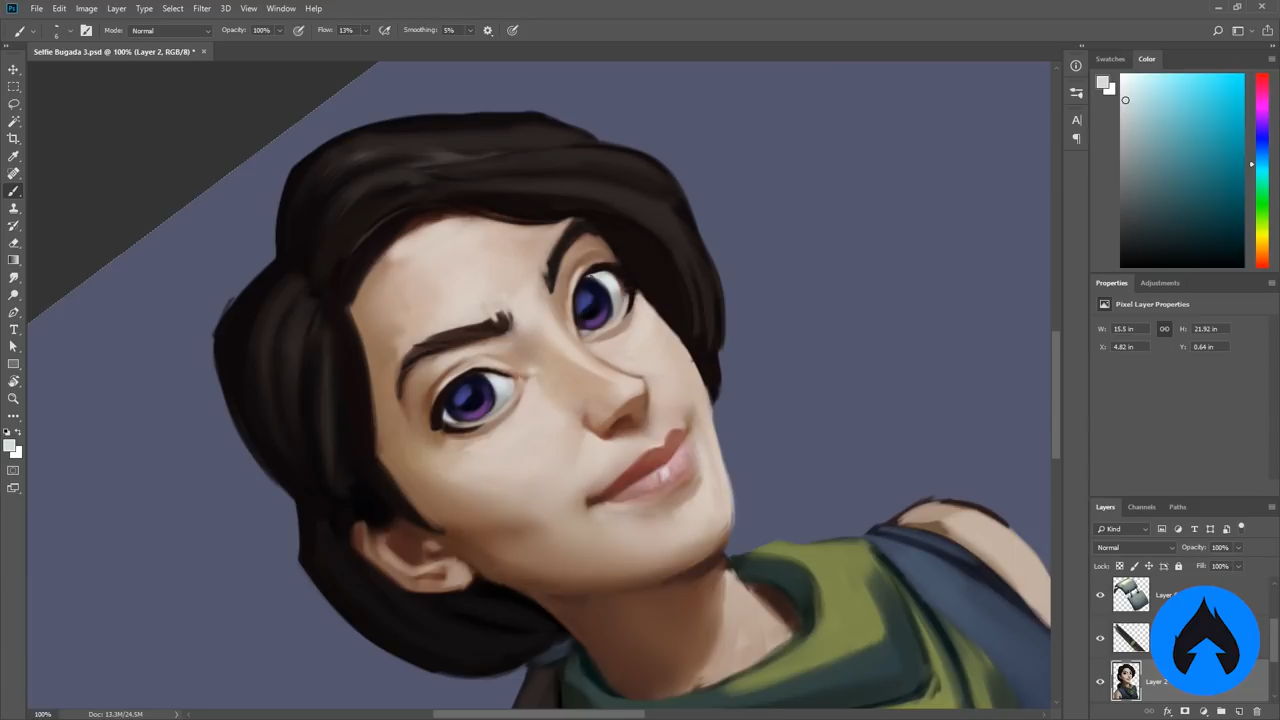 Ps File Edit Image Layer Type Select Filter 3D View Window Help
6 Mode: Normal Opacity: 100% Flow: 13% Smoothing: 5%
Selfie Bugada 3.psd @ 100% (Layer 2, RGB/8) * ×
Swatches Color
Properties Adjustments
Pixel Layer Properties
W: 15.5 in H: 21.92 in
X: 4.82 in Y: 0.64 in
Layers Channels Paths
Kind
Normal Opacity: 100%
Lock: Fill: 100%
Layer
Layer 2
100% Doc: 13.3M/24.5M